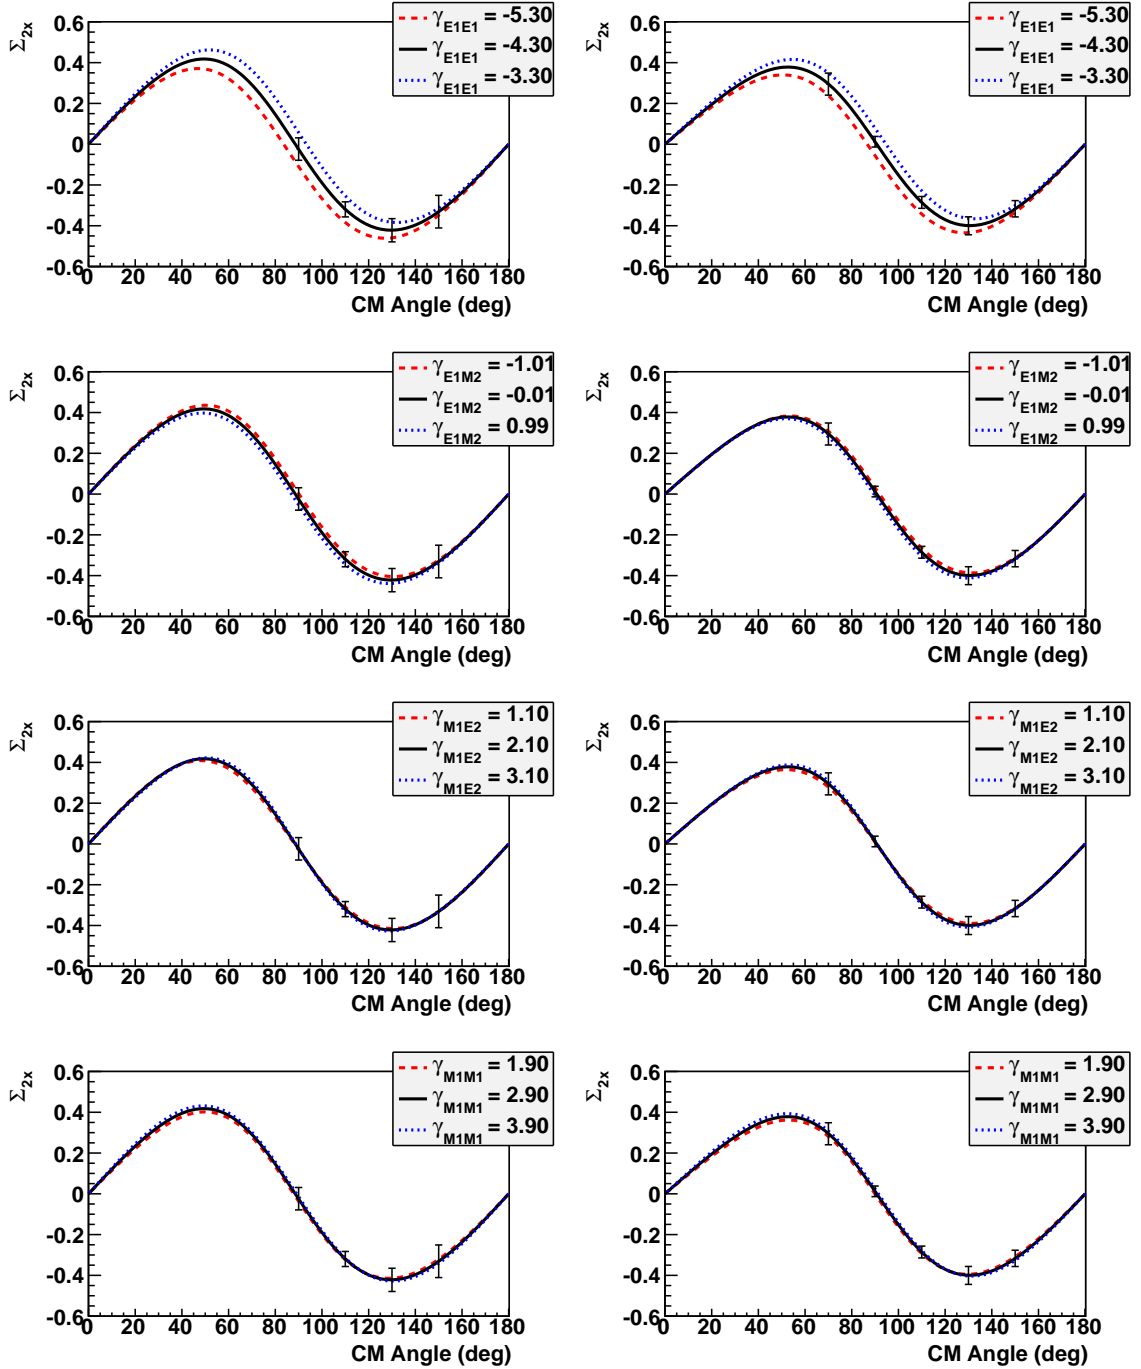 Σ2x
0.6
0.4
0.2
0
-0.2
-0.4
-0.6
0 20 40 60 80 100 120 140 160 180
CM Angle (deg)
γE1E1 = -5.30
γE1E1 = -4.30
γE1E1 = -3.30
Σ2x
0.6
0.4
0.2
0
-0.2
-0.4
-0.6
0 20 40 60 80 100 120 140 160 180
CM Angle (deg)
γE1E1 = -5.30
γE1E1 = -4.30
γE1E1 = -3.30
Σ2x
0.6
0.4
0.2
0
-0.2
-0.4
-0.6
0 20 40 60 80 100 120 140 160 180
CM Angle (deg)
γE1M2 = -1.01
γE1M2 = -0.01
γE1M2 = 0.99
Σ2x
0.6
0.4
0.2
0
-0.2
-0.4
-0.6
0 20 40 60 80 100 120 140 160 180
CM Angle (deg)
γE1M2 = -1.01
γE1M2 = -0.01
γE1M2 = 0.99
Σ2x
0.6
0.4
0.2
0
-0.2
-0.4
-0.6
0 20 40 60 80 100 120 140 160 180
CM Angle (deg)
γM1E2 = 1.10
γM1E2 = 2.10
γM1E2 = 3.10
Σ2x
0.6
0.4
0.2
0
-0.2
-0.4
-0.6
0 20 40 60 80 100 120 140 160 180
CM Angle (deg)
γM1E2 = 1.10
γM1E2 = 2.10
γM1E2 = 3.10
Σ2x
0.6
0.4
0.2
0
-0.2
-0.4
-0.6
0 20 40 60 80 100 120 140 160 180
CM Angle (deg)
γM1M1 = 1.90
γM1M1 = 2.90
γM1M1 = 3.90
Σ2x
0.6
0.4
0.2
0
-0.2
-0.4
-0.6
0 20 40 60 80 100 120 140 160 180
CM Angle (deg)
γM1M1 = 1.90
γM1M1 = 2.90
γM1M1 = 3.90